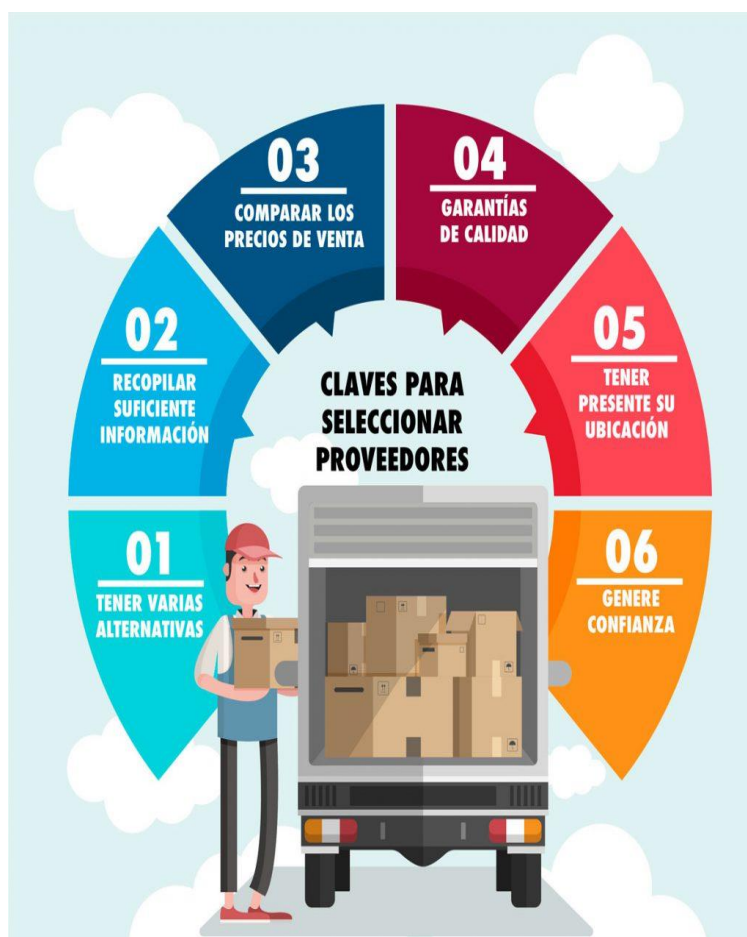 CLAVES PARA
SELECCIONAR
PROVEEDORES
01
TENER VARIAS
ALTERNATIVAS
02
RECOPILAR
SUFICIENTE
INFORMACIÓN
03
COMPARAR LOS
PRECIOS DE VENTA
04
GARANTÍAS
DE CALIDAD
05
TENER
PRESENTE SU
UBICACIÓN
06
GENERE
CONFIANZA